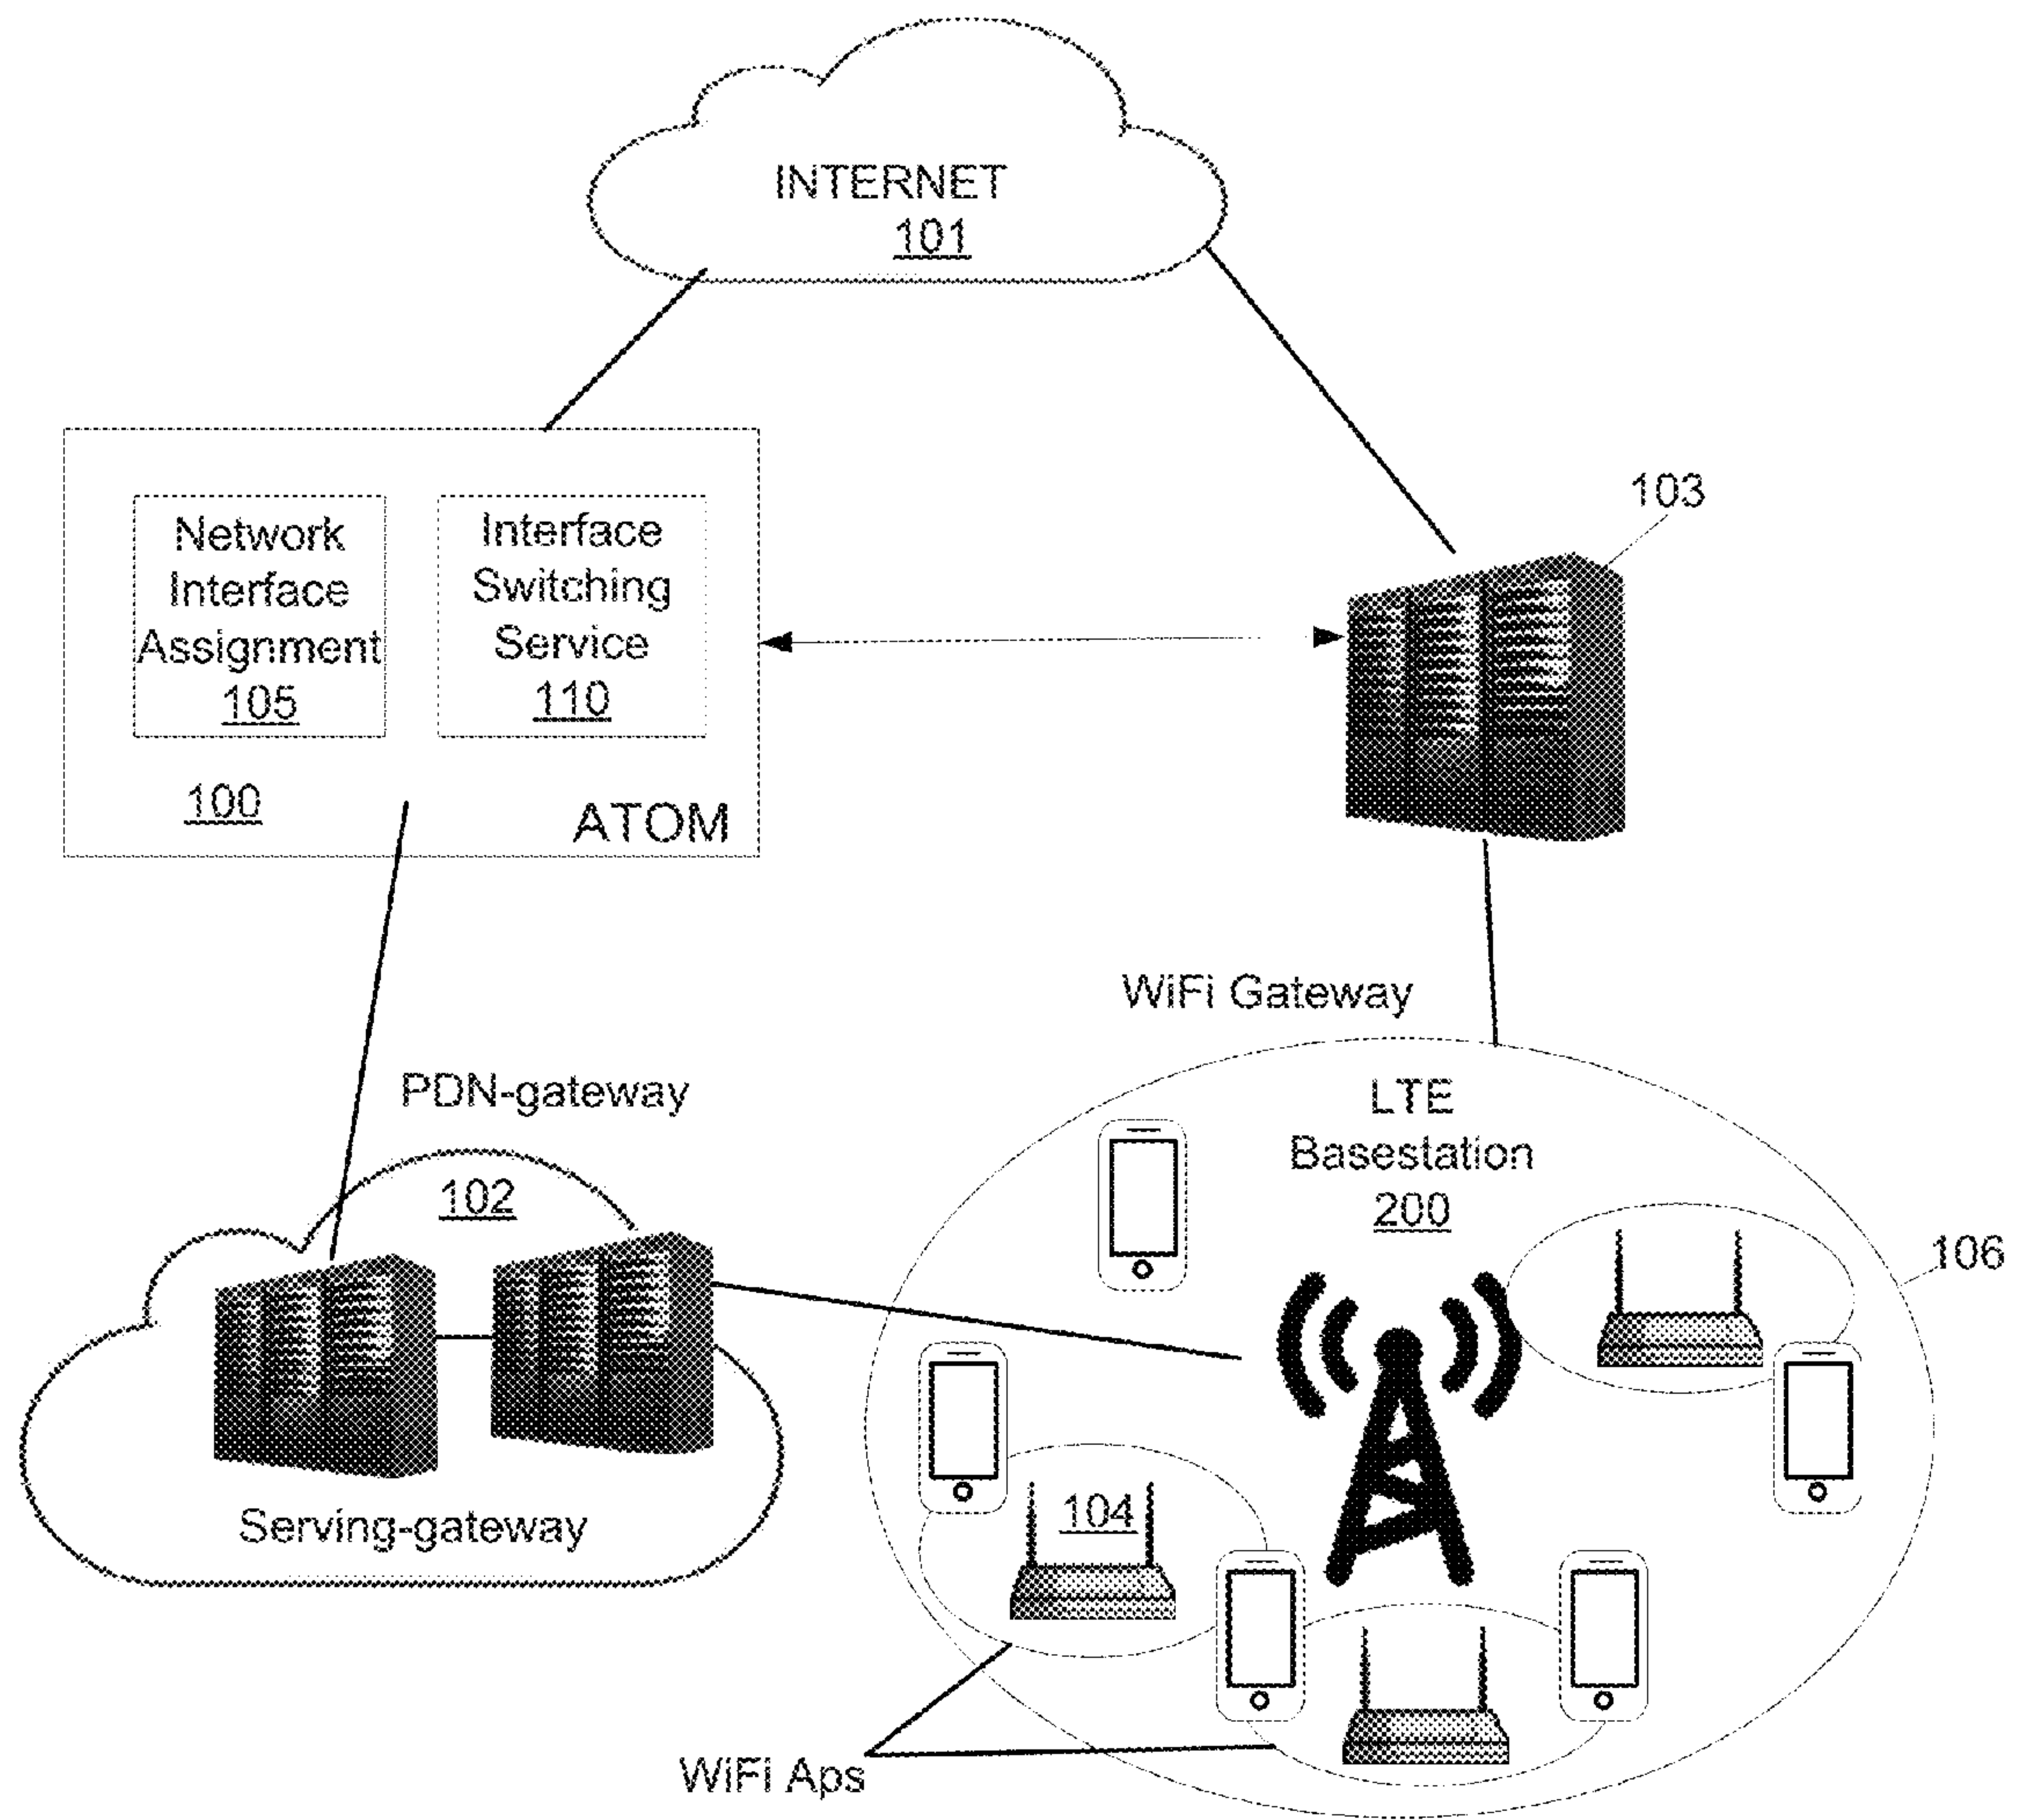 INTERNET
101
103
Network
Interface
Assignment
105
Interface
Switching
Service
110
100
ATOM
WiFi Gateway
PDN-gateway
102
Serving-gateway
LTE
Basestation
200
106
104
WiFi Aps